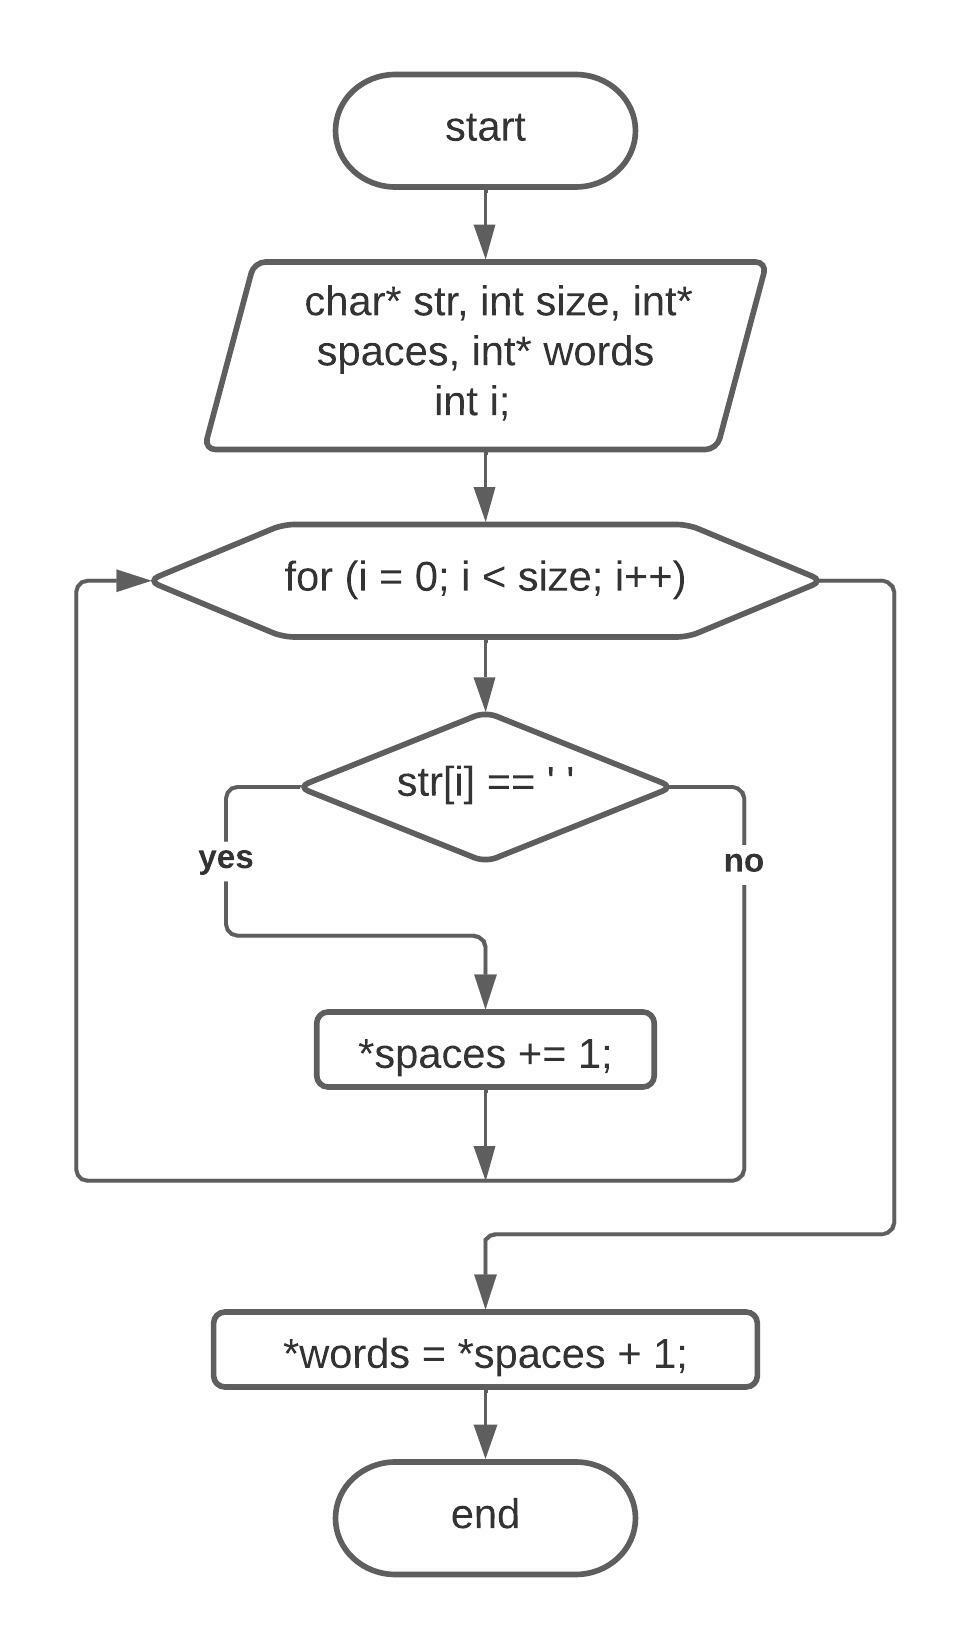 start
char* str, int size, int*
spaces, int* words
int i;
for (i = 0; i < size; i++)
str[i] == ' '
yes
no
*spaces += 1;
*words = *spaces + 1;
end